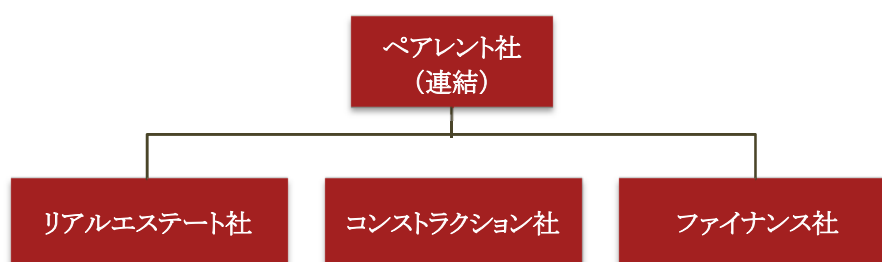 ペアレント社
（連結）
リアルエステート社
コンストラクション社
ファイナンス社